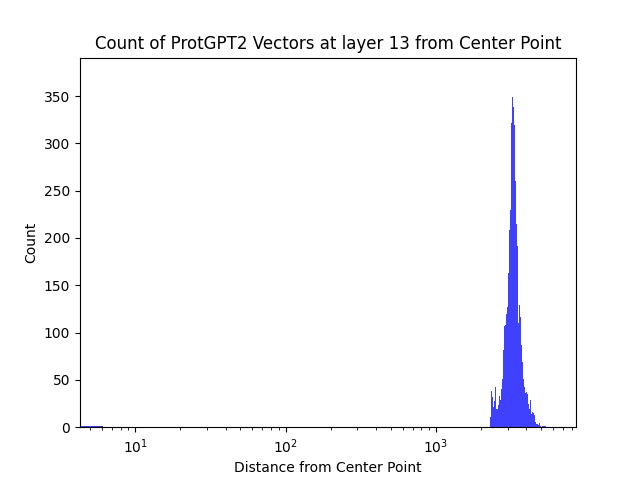 Count of ProtGPT2 Vectors at layer 13 from Center Point
350
300
250
200
150
100
50
0
Count
10¹ 10² 10³
Distance from Center Point